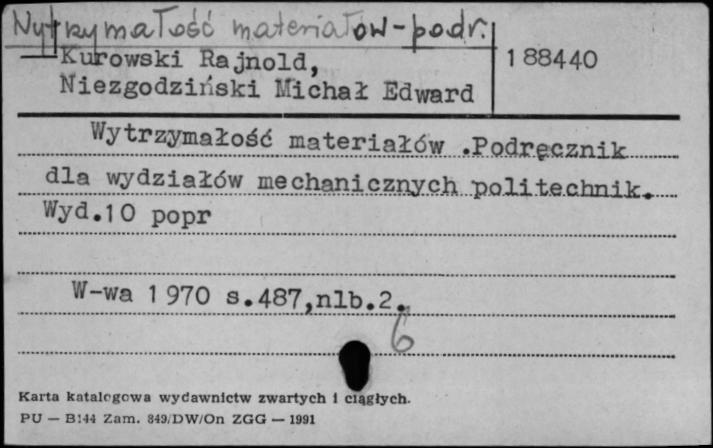 Wytrzymałość materiałow - podr.
Kurowski Rajnold, 188440
Niezgodziński Michał Edward
Wytrzymałość materiałów .Podręcznik
dla wydziałów mechanicznych politechnik.
Wyd.10 popr
W-wa 1970 s.487,nlb.2.
6
Karta katalogowa wydawnictw zwartych i ciągłych.
PU — B144 Zam. 849/DW/On ZGG — 1991